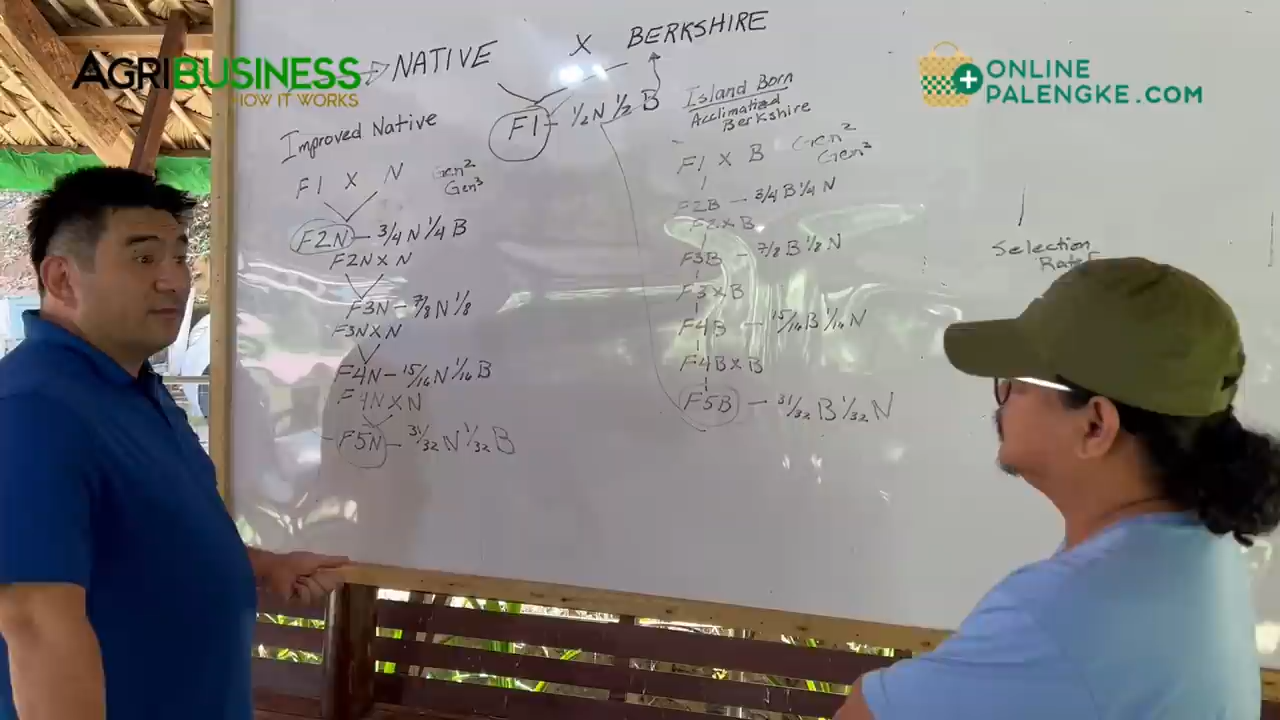 AGRIBUSINESS
HOW IT WORKS
ONLINE
PALENGKE.COM
NATIVE X BERKSHIRE
F1 - 1/2 N 1/2 B
Improved Native
F1 X N
Gen2
Gen3
F2N - 3/4 N 1/4 B
F2N X N
F3N - 7/8 N 1/8
F3N X N
F4N - 15/16 N 1/16 B
F4N X N
F5N - 31/32 N 1/32 B
Island Born
Acclimatized
Berkshire
F1 X B
Gen2
Gen3
F2B - 3/4 B 1/4 N
F2 X B
F3B - 7/8 B 1/8 N
F3 X B
F4B - 15/16 B 1/16 N
F4B X B
F5B - 31/32 B 1/32 N
Selection